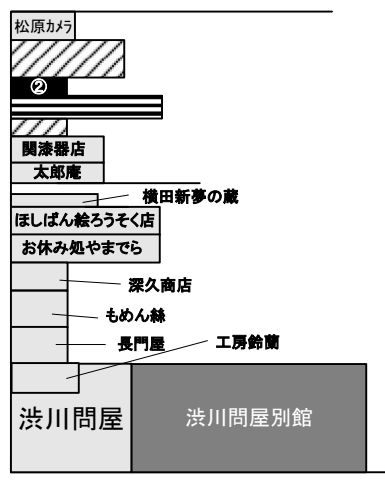 松原カメラ
②
関漆器店
太郎庵
横田新夢の蔵
ほしばん絵ろうそく店
お休み処やまでら
深久商店
もめん絲
長門屋
工房鈴蘭
渋川問屋
渋川問屋別館